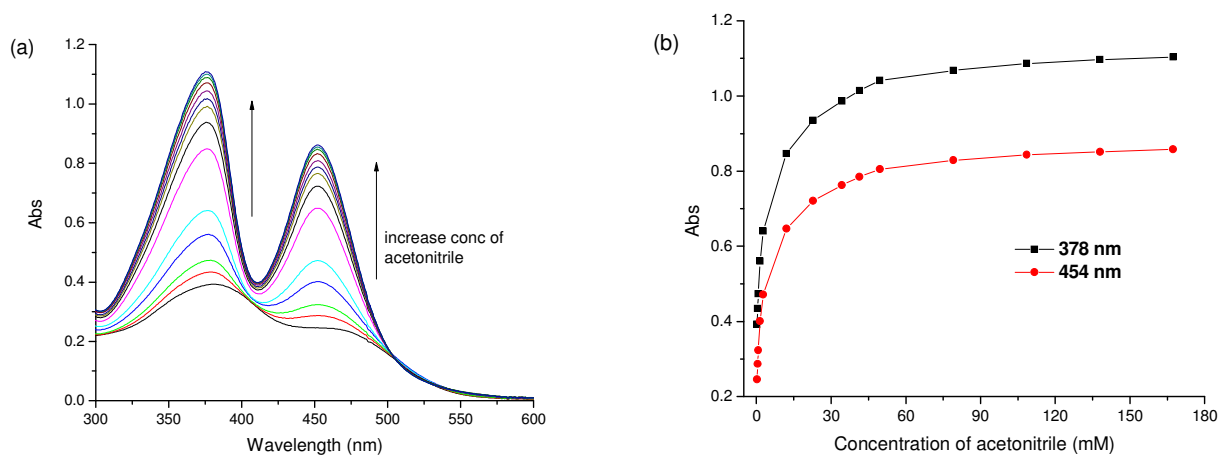 (a)
1.2
1.0
0.8
0.6
0.4
0.2
0.0
Abs
300 350 400 450 500 550 600
Wavelength (nm)
increase conc of
acetonitrile
(b)
1.2
1.0
0.8
0.6
0.4
0.2
Abs
0 30 60 90 120 150 180
Concentration of acetonitrile (mM)
378 nm
454 nm